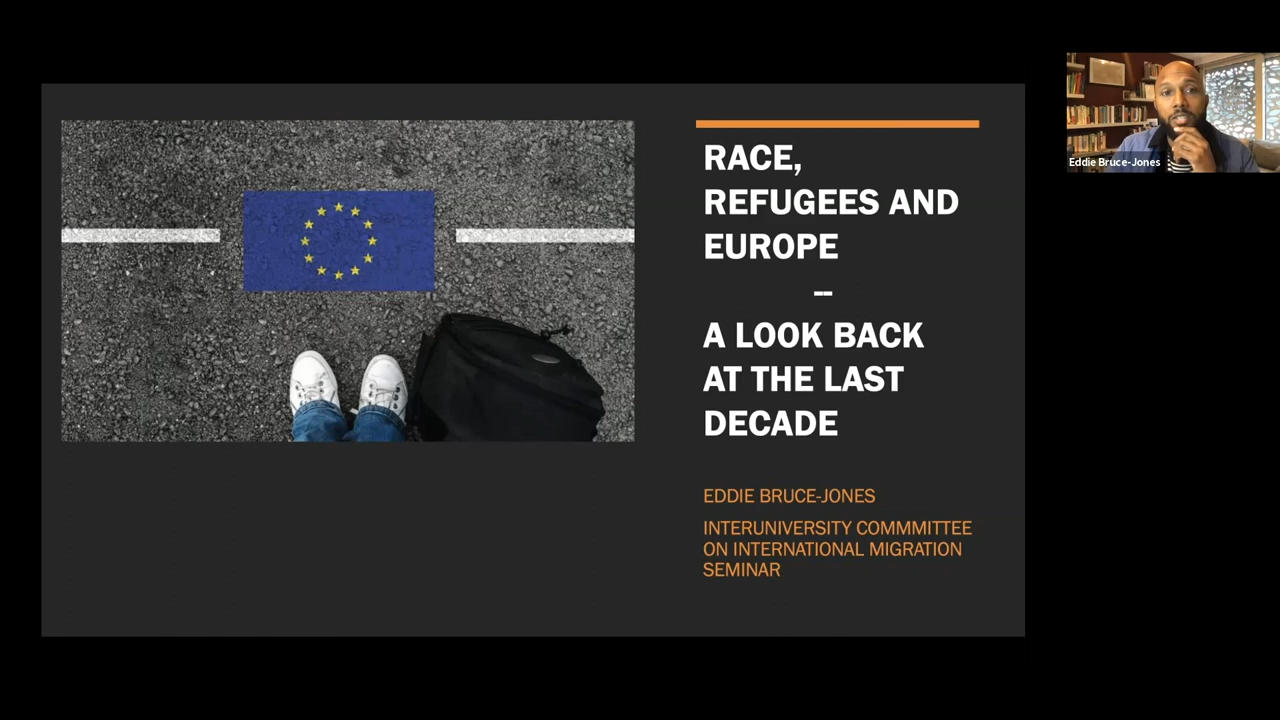 RACE,
REFUGEES AND
EUROPE
--
A LOOK BACK
AT THE LAST
DECADE
EDDIE BRUCE-JONES
INTERUNIVERSITY COMMMITTEE
ON INTERNATIONAL MIGRATION
SEMINAR
Eddie Bruce-Jones